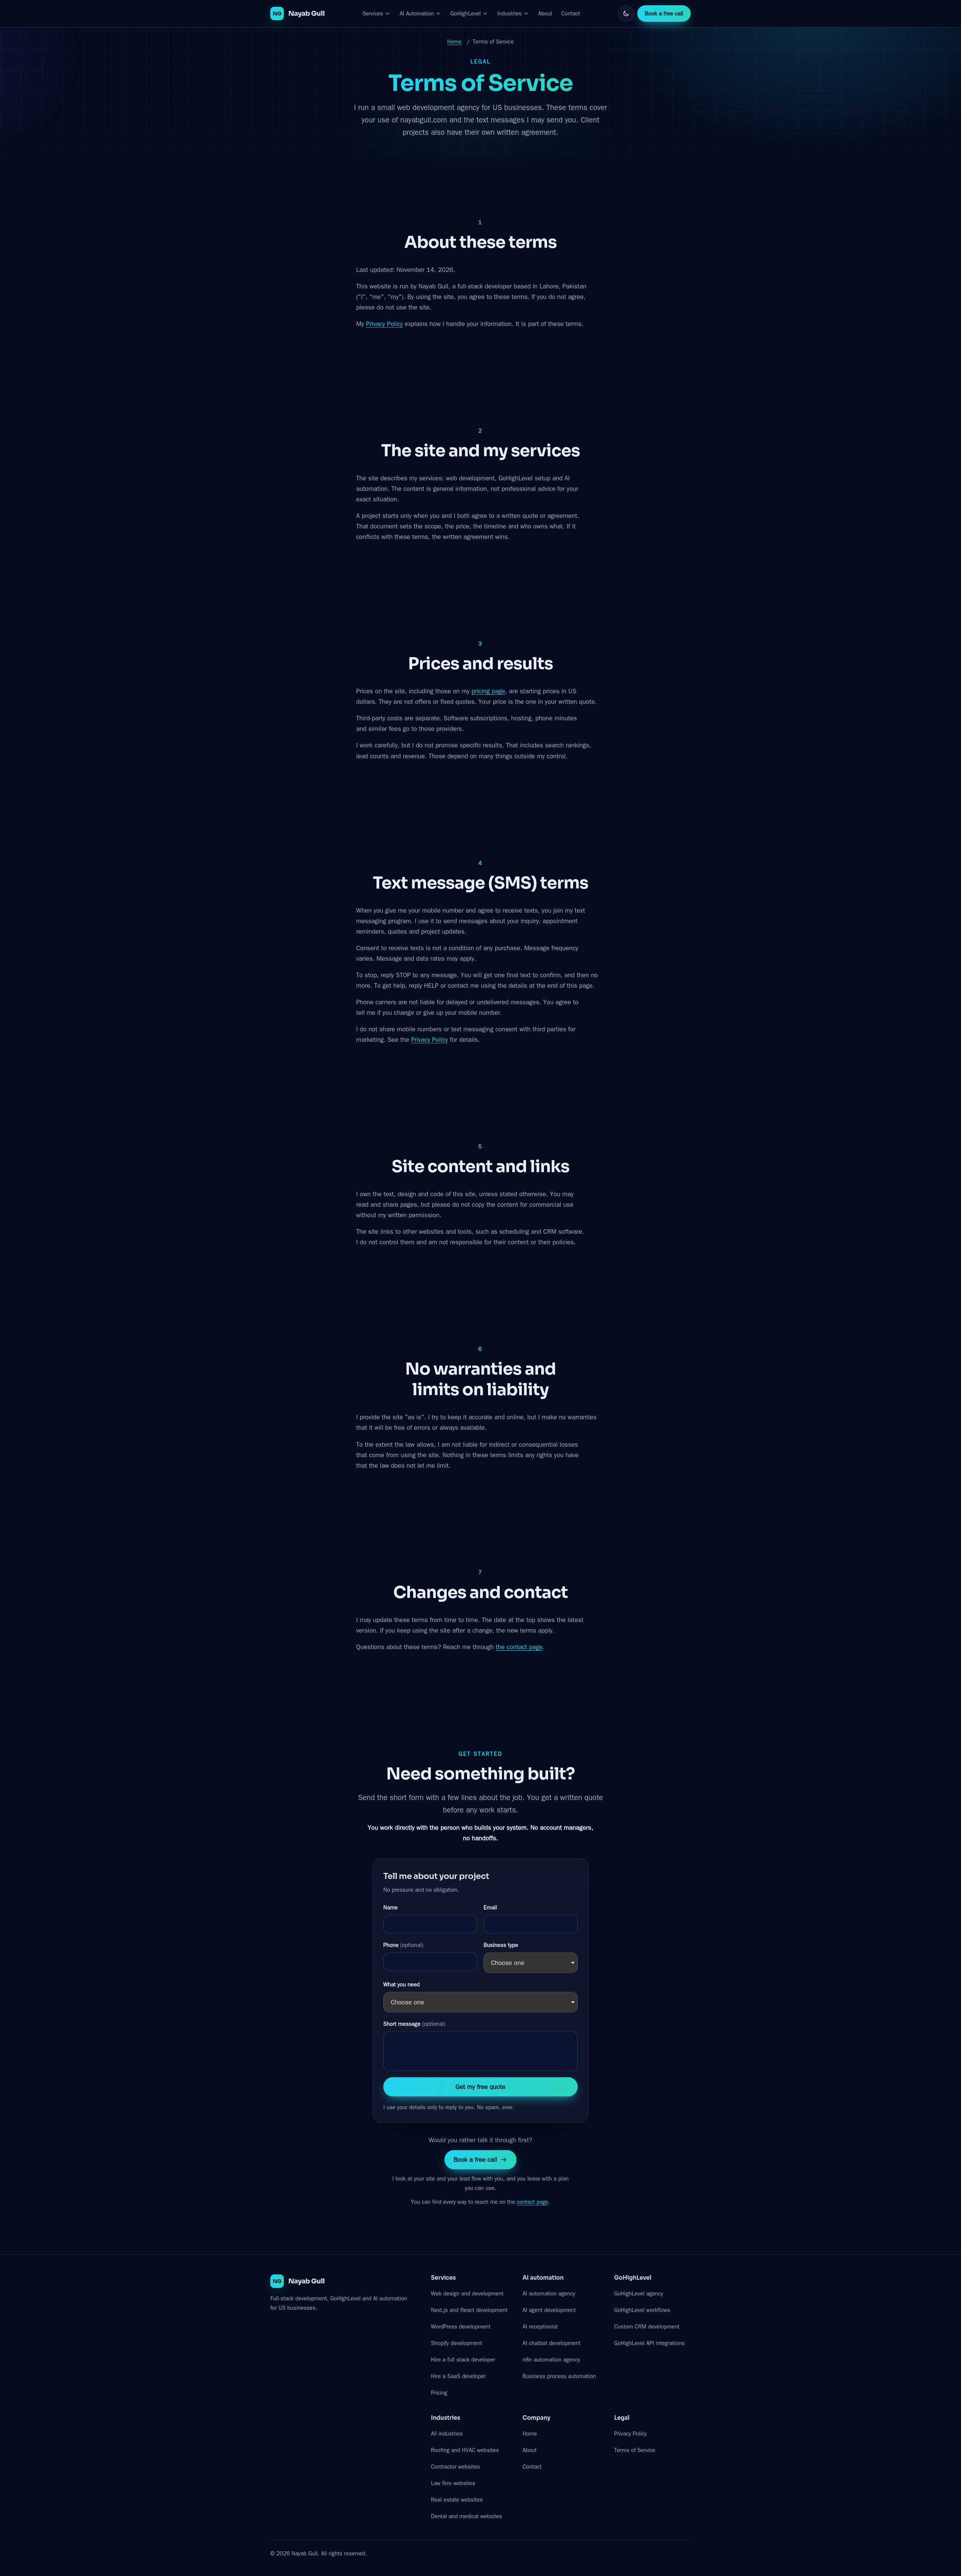 NG Nayab Gull Services AI Automation GoHighLevel Industries About Contact Book a free call
Home / Terms of Service
LEGAL
Terms of Service
I run a small web development agency for US businesses. These terms cover
your use of nayabgull.com and the text messages I may send you. Client
projects also have their own written agreement.
1
About these terms
Last updated: November 14, 2026.
This website is run by Nayab Gull, a full-stack developer based in Lahore, Pakistan
("I", "me", "my"). By using the site, you agree to these terms. If you do not agree,
please do not use the site.
My Privacy Policy explains how I handle your information. It is part of these terms.
2
The site and my services
The site describes my services: web development, GoHighLevel setup and AI
automation. The content is general information, not professional advice for your
exact situation.
A project starts only when you and I both agree to a written quote or agreement.
That document sets the scope, the price, the timeline and who owns what. If it
conflicts with these terms, the written agreement wins.
3
Prices and results
Prices on the site, including those on my pricing page, are starting prices in US
dollars. They are not offers or fixed quotes. Your price is the one in your written quote.
Third-party costs are separate. Software subscriptions, hosting, phone minutes
and similar fees go to those providers.
I work carefully, but I do not promise specific results. That includes search rankings,
lead counts and revenue. Those depend on many things outside my control.
4
Text message (SMS) terms
When you give me your mobile number and agree to receive texts, you join my text
messaging program. I use it to send messages about your inquiry, appointment
reminders, quotes and project updates.
Consent to receive texts is not a condition of any purchase. Message frequency
varies. Message and data rates may apply.
To stop, reply STOP to any message. You will get one final text to confirm, and then no
more. To get help, reply HELP or contact me using the details at the end of this page.
Phone carriers are not liable for delayed or undelivered messages. You agree to
tell me if you change or give up your mobile number.
I do not share mobile numbers or text messaging consent with third parties for
marketing. See the Privacy Policy for details.
5
Site content and links
I own the text, design and code of this site, unless stated otherwise. You may
read and share pages, but please do not copy the content for commercial use
without my written permission.
The site links to other websites and tools, such as scheduling and CRM software.
I do not control them and am not responsible for their content or their policies.
6
No warranties and
limits on liability
I provide the site "as is". I try to keep it accurate and online, but I make no warranties
that it will be free of errors or always available.
To the extent the law allows, I am not liable for indirect or consequential losses
that come from using the site. Nothing in these terms limits any rights you have
that the law does not let me limit.
7
Changes and contact
I may update these terms from time to time. The date at the top shows the latest
version. If you keep using the site after a change, the new terms apply.
Questions about these terms? Reach me through the contact page.
GET STARTED
Need something built?
Send the short form with a few lines about the job. You get a written quote
before any work starts.
You work directly with the person who builds your system. No account managers,
no handoffs.
Tell me about your project
No pressure and no obligation.
Name Email
Phone (optional) Business type
Choose one
What you need
Choose one
Short message (optional)
Get my free quote
I use your details only to reply to you. No spam, ever.
Would you rather talk it through first?
Book a free call
I look at your site and your lead flow with you, and you leave with a plan
you can use.
You can find every way to reach me on the contact page.
NG Nayab Gull
Full-stack development, GoHighLevel and AI automation
for US businesses.
Services
Web design and development
Next.js and React development
WordPress development
Shopify development
Hire a full stack developer
Hire a SaaS developer
Pricing
AI automation
AI automation agency
AI agent development
AI receptionist
AI chatbot development
n8n automation agency
Business process automation
GoHighLevel
GoHighLevel agency
GoHighLevel workflows
Custom CRM development
GoHighLevel API integrations
Industries
All industries
Roofing and HVAC websites
Contractor websites
Law firm websites
Real estate websites
Dental and medical websites
Company
Home
About
Contact
Legal
Privacy Policy
Terms of Service
© 2026 Nayab Gull. All rights reserved.